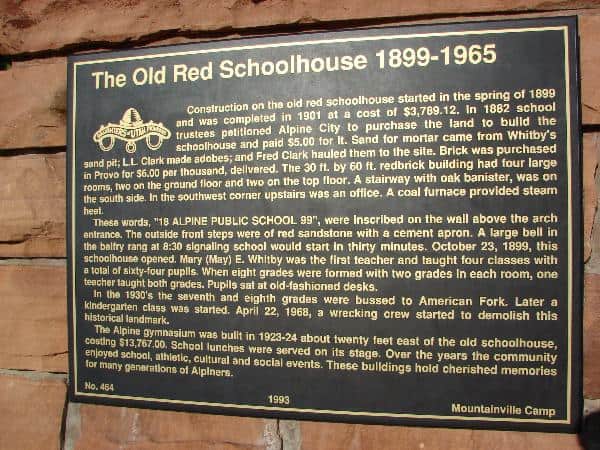 The Old Red Schoolhouse 1899-1965
DAUGHTERS OF UTAH PIONEERS
Construction on the old red schoolhouse started in the spring of 1899
and was completed in 1901 at a cost of $3,789.12. In 1882 school
trustees petitioned Alpine City to purchase the land to build the
schoolhouse and paid $5.00 for it. Sand for mortar came from Whitby's
sand pit; L.L. Clark made adobes; and Fred Clark hauled them to the site. Brick was purchased
in Provo for $6.00 per thousand, delivered. The 30 ft. by 60 ft. redbrick building had four large
rooms, two on the ground floor and two on the top floor. A stairway with oak banister, was on
the south side. In the southwest corner upstairs was an office. A coal furnace provided steam
heat.
These words, "18 ALPINE PUBLIC SCHOOL 99", were inscribed on the wall above the arch
entrance. The outside front steps were of red sandstone with a cement apron. A large bell in
the belfry rang at 8:30 signaling school would start in thirty minutes. October 23, 1899, this
schoolhouse opened. Mary (May) E. Whitby was the first teacher and taught four classes with
a total of sixty-four pupils. When eight grades were formed with two grades in each room, one
teacher taught both grades. Pupils sat at old-fashioned desks.
In the 1930's the seventh and eighth grades were bussed to American Fork. Later a
kindergarten class was started. April 22, 1968, a wrecking crew started to demolish this
historical landmark.
The Alpine gymnasium was built in 1923-24 about twenty feet east of the old schoolhouse,
costing $13,767.00. School lunches were served on its stage. Over the years the community
enjoyed school, athletic, cultural and social events. These buildings hold cherished memories
for many generations of Alpiners.
No. 464
1993
Mountainville Camp